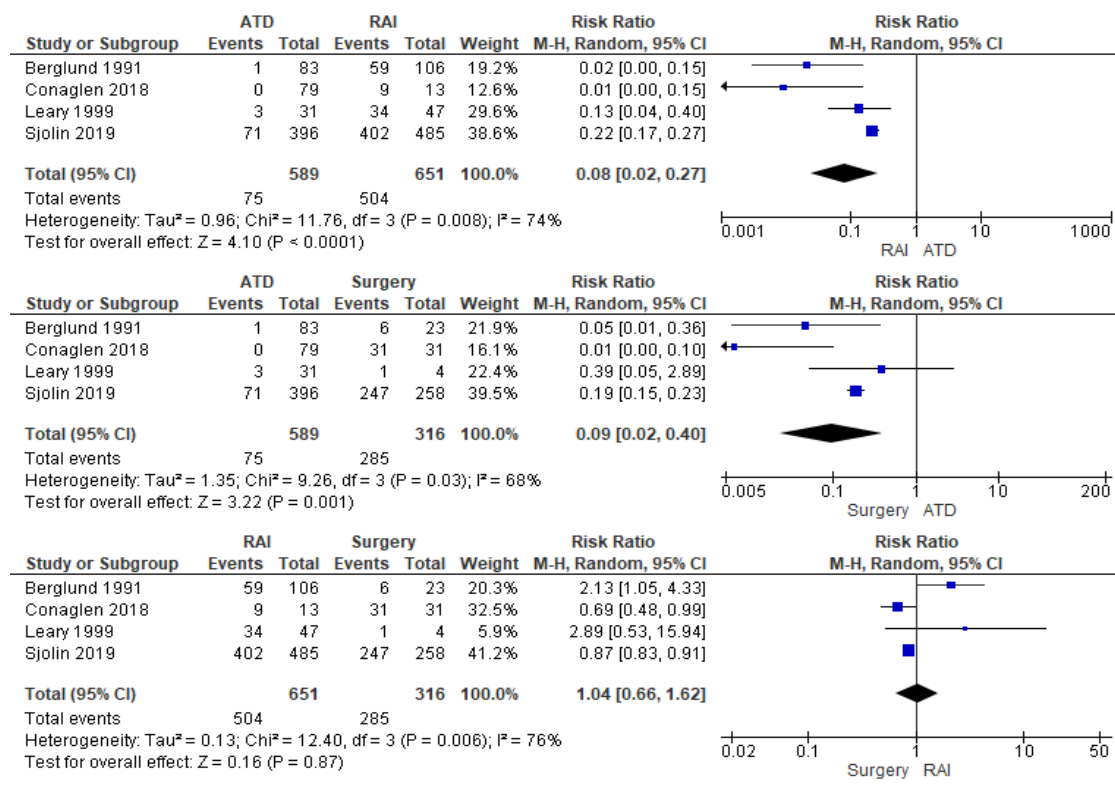 ATD RAI Risk Ratio Risk Ratio
Study or Subgroup Events Total Events Total Weight M-H, Random, 95% CI M-H, Random, 95% CI
Berglund 1991 1 83 59 106 19.2% 0.02 [0.00, 0.15]
Conaglen 2018 0 79 9 13 12.6% 0.01 [0.00, 0.15]
Leary 1999 3 31 34 47 29.6% 0.13 [0.04, 0.40]
Sjolin 2019 71 396 402 485 38.6% 0.22 [0.17, 0.27]
Total (95% CI) 589 651 100.0% 0.08 [0.02, 0.27]
Total events 75 504
Heterogeneity: Tau² = 0.96; Chi² = 11.76, df = 3 (P = 0.008); I² = 74%
Test for overall effect: Z = 4.10 (P < 0.0001)
0.001 0.1 1 10 1000
RAI ATD
ATD Surgery Risk Ratio Risk Ratio
Study or Subgroup Events Total Events Total Weight M-H, Random, 95% CI M-H, Random, 95% CI
Berglund 1991 1 83 6 23 21.9% 0.05 [0.01, 0.36]
Conaglen 2018 0 79 31 31 16.1% 0.01 [0.00, 0.10]
Leary 1999 3 31 1 4 22.4% 0.39 [0.05, 2.89]
Sjolin 2019 71 396 247 258 39.5% 0.19 [0.15, 0.23]
Total (95% CI) 589 316 100.0% 0.09 [0.02, 0.40]
Total events 75 285
Heterogeneity: Tau² = 1.35; Chi² = 9.26, df = 3 (P = 0.03); I² = 68%
Test for overall effect: Z = 3.22 (P = 0.001)
0.005 0.1 1 10 200
Surgery ATD
RAI Surgery Risk Ratio Risk Ratio
Study or Subgroup Events Total Events Total Weight M-H, Random, 95% CI M-H, Random, 95% CI
Berglund 1991 59 106 6 23 20.3% 2.13 [1.05, 4.33]
Conaglen 2018 9 13 31 31 32.5% 0.69 [0.48, 0.99]
Leary 1999 34 47 1 4 5.9% 2.89 [0.53, 15.94]
Sjolin 2019 402 485 247 258 41.2% 0.87 [0.83, 0.91]
Total (95% CI) 651 316 100.0% 1.04 [0.66, 1.62]
Total events 504 285
Heterogeneity: Tau² = 0.13; Chi² = 12.40, df = 3 (P = 0.006); I² = 76%
Test for overall effect: Z = 0.16 (P = 0.87)
0.02 0.1 1 10 50
Surgery RAI